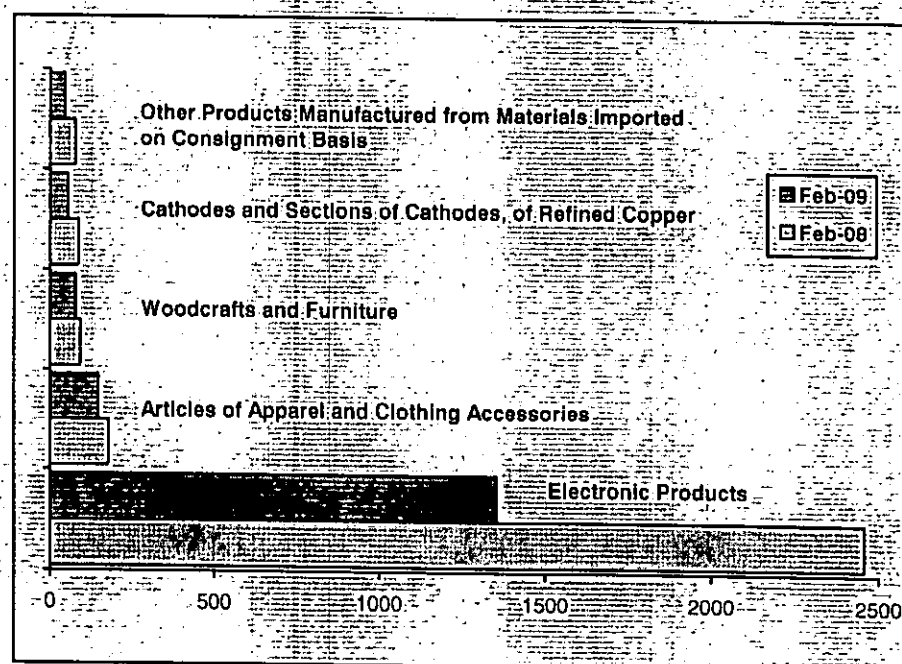 Other Products Manufactured from Materials Imported
on Consignment Basis
Cathodes and Sections of Cathodes, of Refined Copper
Feb-09
Feb-08
Woodcrafts and Furniture
Articles of Apparel and Clothing Accessories
Electronic Products
0 500 1000 1500 2000 2500